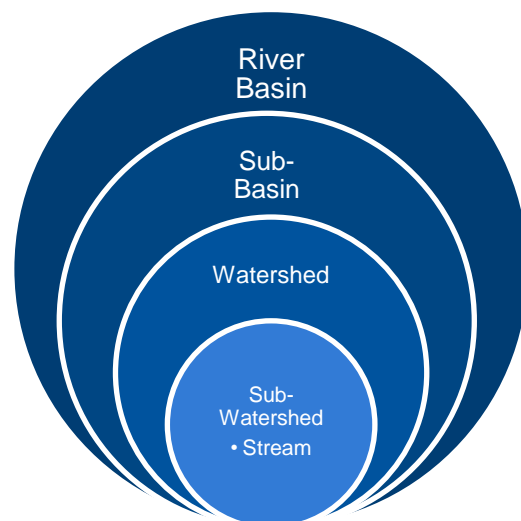 River
Basin
Sub-
Basin
Watershed
Sub-
Watershed
• Stream